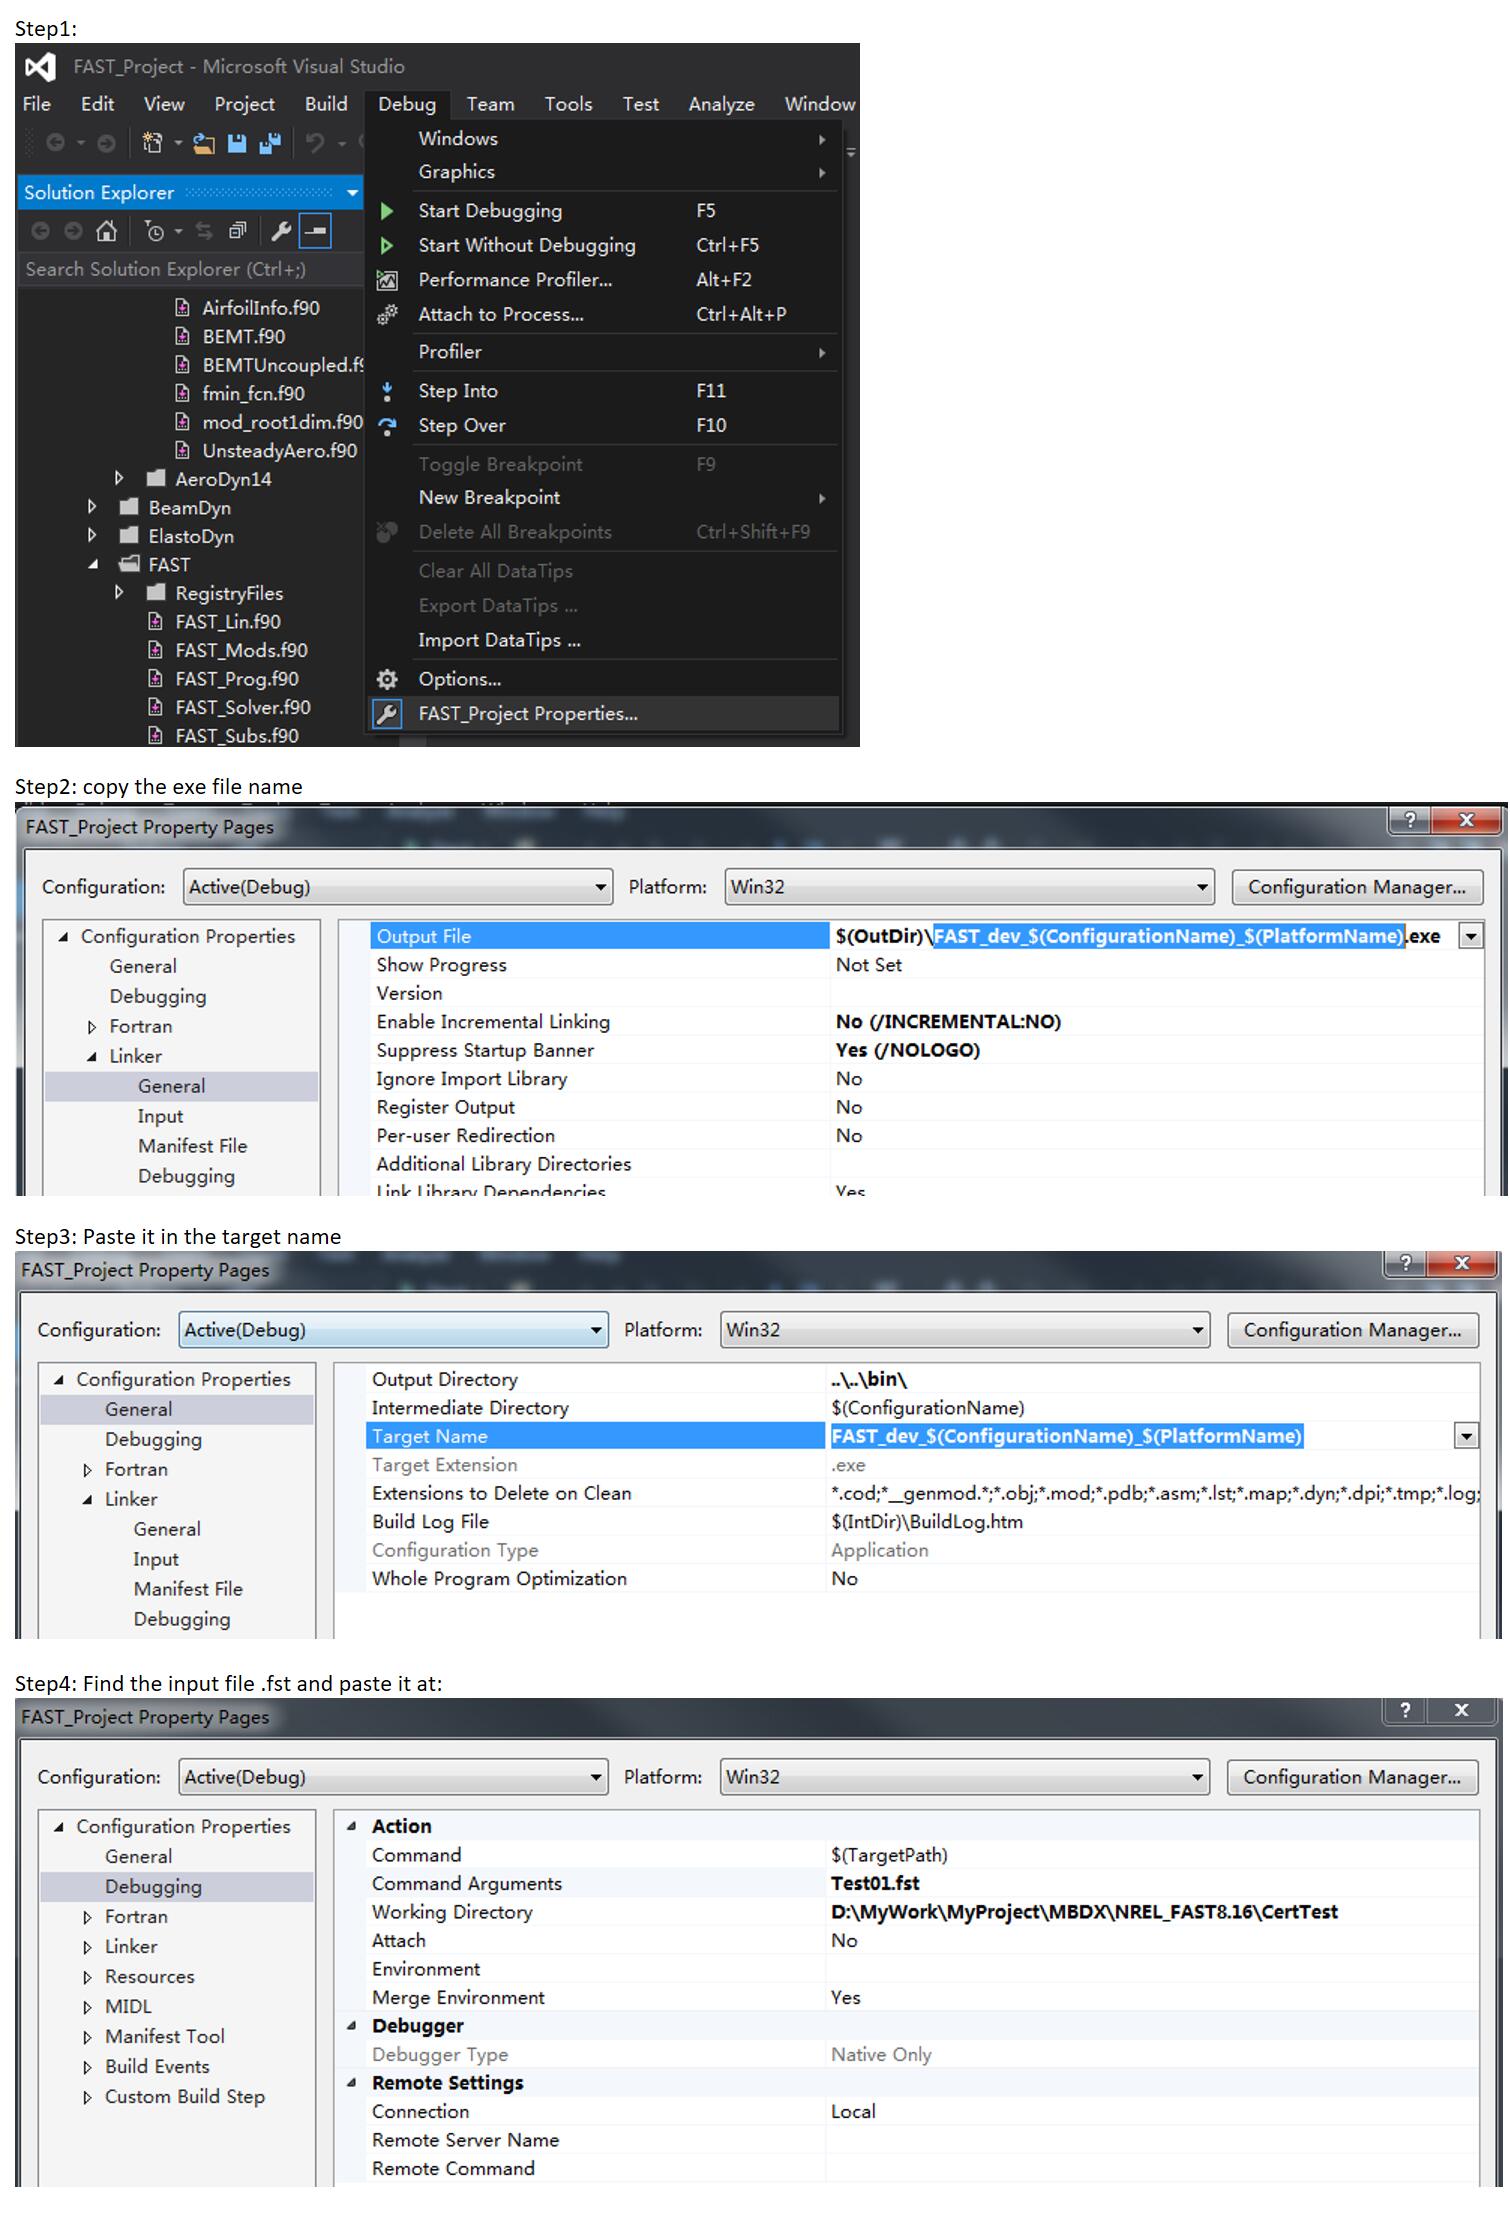 Step1:
FAST_Project - Microsoft Visual Studio
File Edit View Project Build Debug Team Tools Test Analyze Window
Windows
Graphics
Solution Explorer
Start Debugging F5
Start Without Debugging Ctrl+F5
Search Solution Explorer (Ctrl+;)
Performance Profiler... Alt+F2
AirfoilInfo.f90
Attach to Process... Ctrl+Alt+P
BEMT.f90
BEMTUncoupled.f9
Profiler
fmin_fcn.f90
Step Into F11
mod_root1dim.f90
Step Over F10
UnsteadyAero.f90
Toggle Breakpoint F9
AeroDyn14
New Breakpoint
BeamDyn
Delete All Breakpoints Ctrl+Shift+F9
ElastoDyn
FAST
Clear All DataTips
RegistryFiles
Export DataTips ...
FAST_Lin.f90
Import DataTips ...
FAST_Mods.f90
FAST_Prog.f90
Options...
FAST_Solver.f90
FAST_Project Properties...
FAST_Subs.f90
Step2: copy the exe file name
FAST_Project Property Pages
Configuration: Active(Debug) Platform: Win32 Configuration Manager...
Configuration Properties
General
Debugging
Fortran
Linker
General
Input
Manifest File
Debugging
Output File $(OutDir)\FAST_dev_$(ConfigurationName)_$(PlatformName).exe
Show Progress Not Set
Version
Enable Incremental Linking No (/INCREMENTAL:NO)
Suppress Startup Banner Yes (/NOLOGO)
Ignore Import Library No
Register Output No
Per-user Redirection No
Additional Library Directories
Link Library Dependencies Yes
Step3: Paste it in the target name
FAST_Project Property Pages
Configuration: Active(Debug) Platform: Win32 Configuration Manager...
Configuration Properties
General
Debugging
Fortran
Linker
General
Input
Manifest File
Debugging
Output Directory ..\..\bin\
Intermediate Directory $(ConfigurationName)
Target Name FAST_dev_$(ConfigurationName)_$(PlatformName)
Target Extension .exe
Extensions to Delete on Clean *.cod;*__genmod.*;*.obj;*.mod;*.pdb;*.asm;*.lst;*.map;*.dyn;*.dpi;*.tmp;*.log;
Build Log File $(IntDir)\BuildLog.htm
Configuration Type Application
Whole Program Optimization No
Step4: Find the input file .fst and paste it at:
FAST_Project Property Pages
Configuration: Active(Debug) Platform: Win32 Configuration Manager...
Configuration Properties
General
Debugging
Fortran
Linker
Resources
MIDL
Manifest Tool
Build Events
Custom Build Step
Action
Command $(TargetPath)
Command Arguments Test01.fst
Working Directory D:\MyWork\MyProject\MBDX\NREL_FAST8.16\CertTest
Attach No
Environment
Merge Environment Yes
Debugger
Debugger Type Native Only
Remote Settings
Connection Local
Remote Server Name
Remote Command